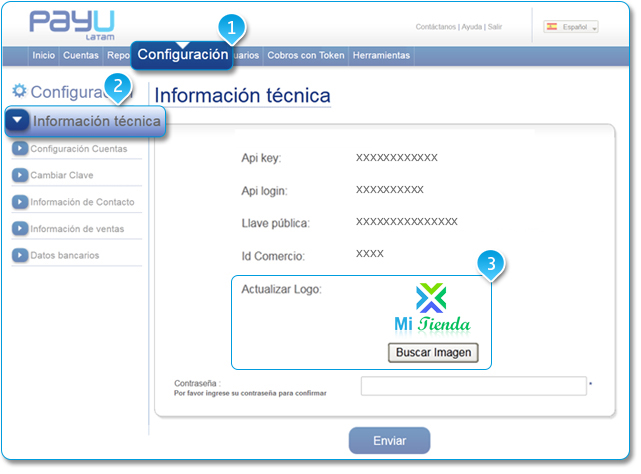 PAYU
LATAM
Contáctanos | Ayuda | Salir
Español
1
Inicio
Cuentas
Repo
Configuración
uarios
Cobros con Token
Herramientas
2
Configuración
Información técnica
Información técnica
Configuración Cuentas
Cambiar Clave
Información de Contacto
Información de ventas
Datos bancarios
Api key: XXXXXXXXXXXX
Api login: XXXXXXXXXX
Llave pública: XXXXXXXXXXXXXXX
Id Comercio: XXXX
3
Actualizar Logo:
Mi Tienda
Buscar Imagen
Contraseña : *
Por favor ingrese su contraseña para confirmar
Enviar